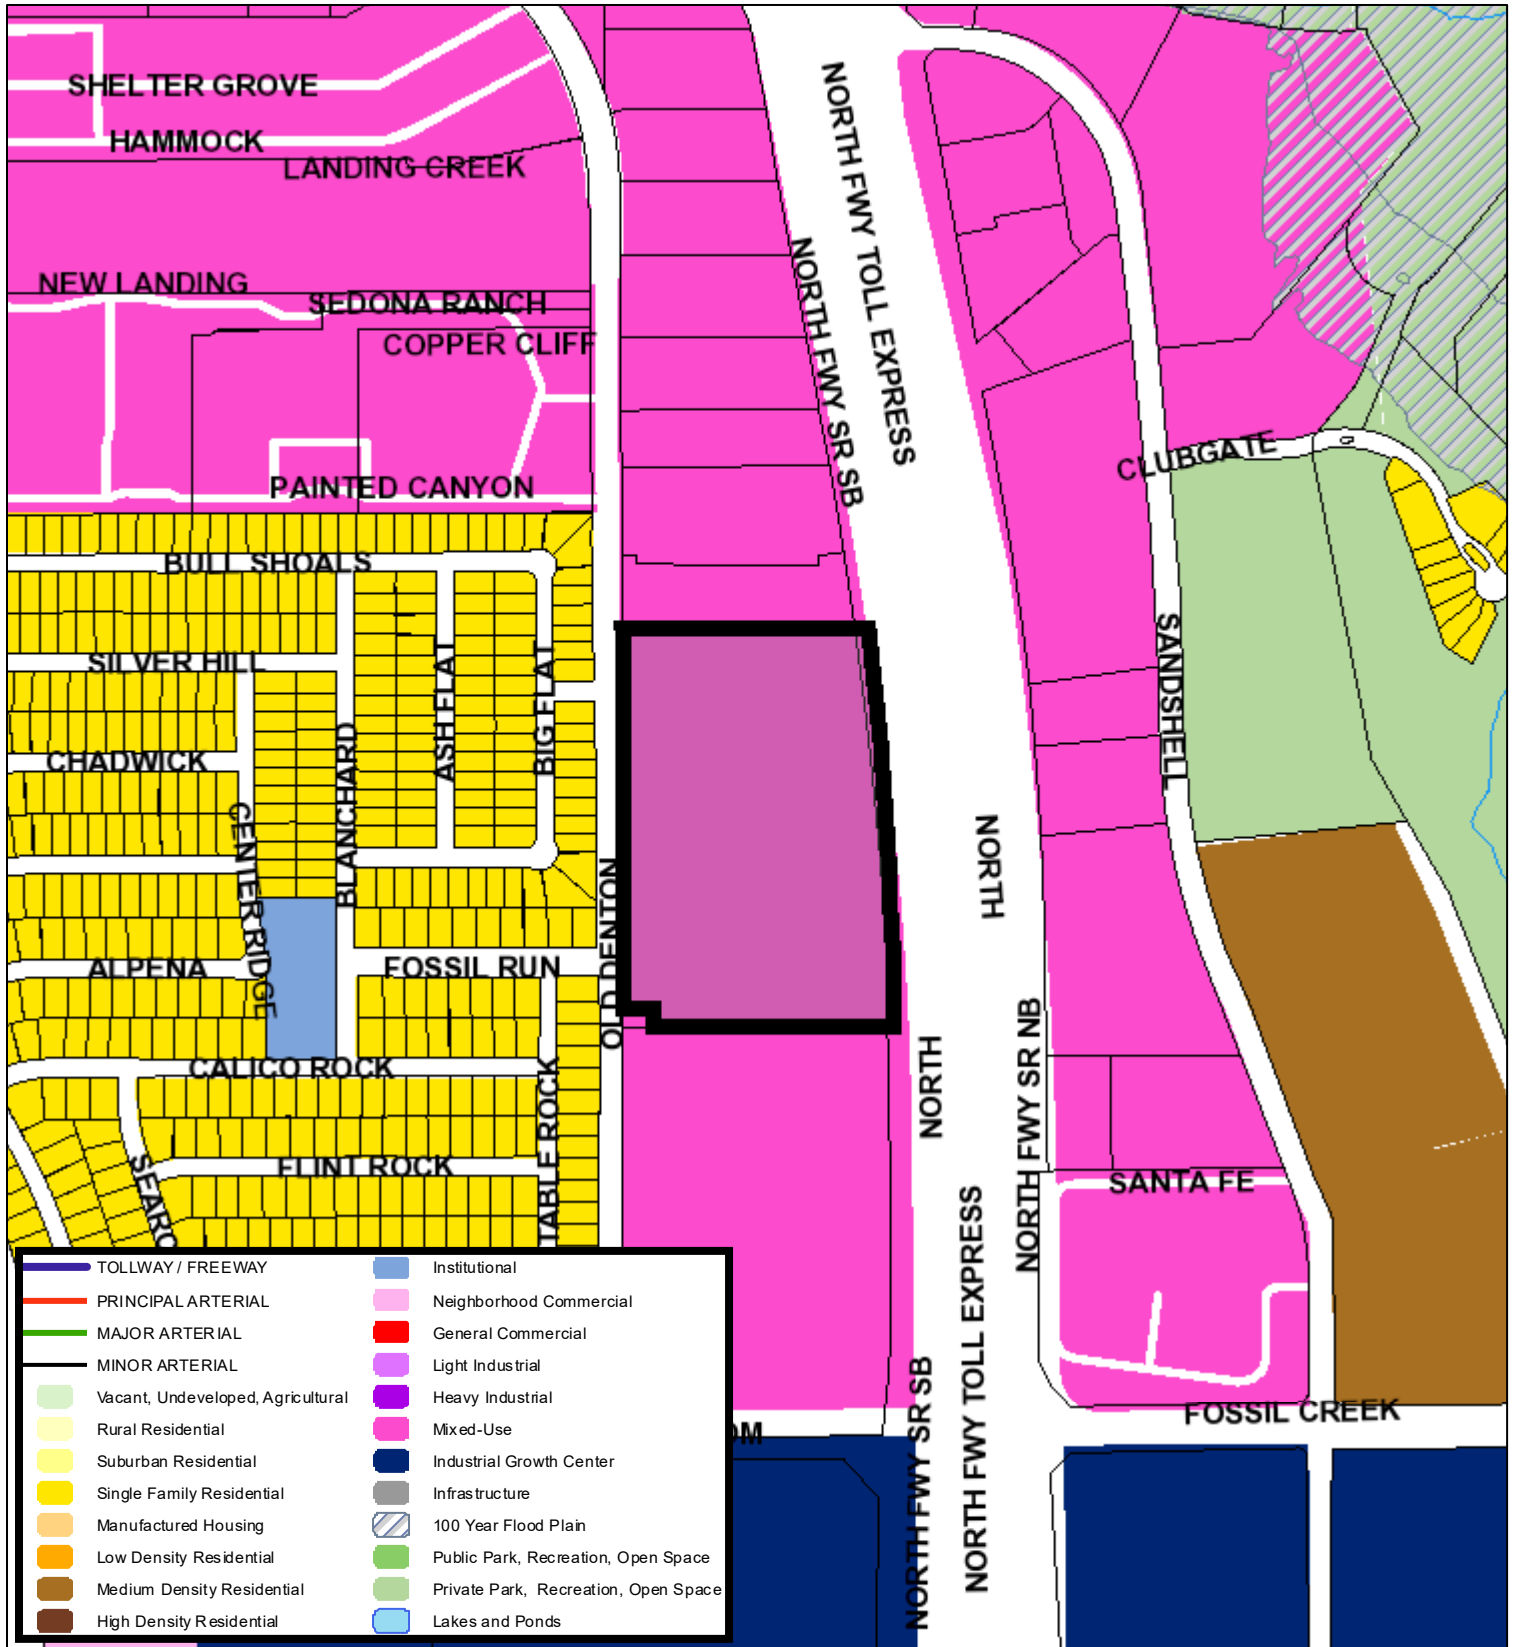 SHELTER GROVE
HAMMOCK
LANDING CREEK
NORTH FWY TOLL EXPRESS
NORTH FWY SR SB
NEW LANDING
SEDONA RANCH
COPPER CLIFF
CLUBGATE
PAINTED CANYON
BULL SHOALS
SILVER HILL
ASH FLAT
BIG FLAT
SANDSHELL
CHADWICK
BLANCHARD
CENTER RIDGE
NORTH
OLD DENTON
ALPENA
FOSSIL RUN
CALICO ROCK
NORTH
NORTH FWY SR NB
TABLE ROCK
FLINT ROCK
SEARC
SANTA FE
NORTH FWY TOLL EXPRESS
NORTH FWY SR SB
FOSSIL CREEK
OM
TOLLWAY / FREEWAY
PRINCIPAL ARTERIAL
MAJOR ARTERIAL
MINOR ARTERIAL
Vacant, Undeveloped, Agricultural
Rural Residential
Suburban Residential
Single Family Residential
Manufactured Housing
Low Density Residential
Medium Density Residential
High Density Residential
Institutional
Neighborhood Commercial
General Commercial
Light Industrial
Heavy Industrial
Mixed-Use
Industrial Growth Center
Infrastructure
100 Year Flood Plain
Public Park, Recreation, Open Space
Private Park, Recreation, Open Space
Lakes and Ponds